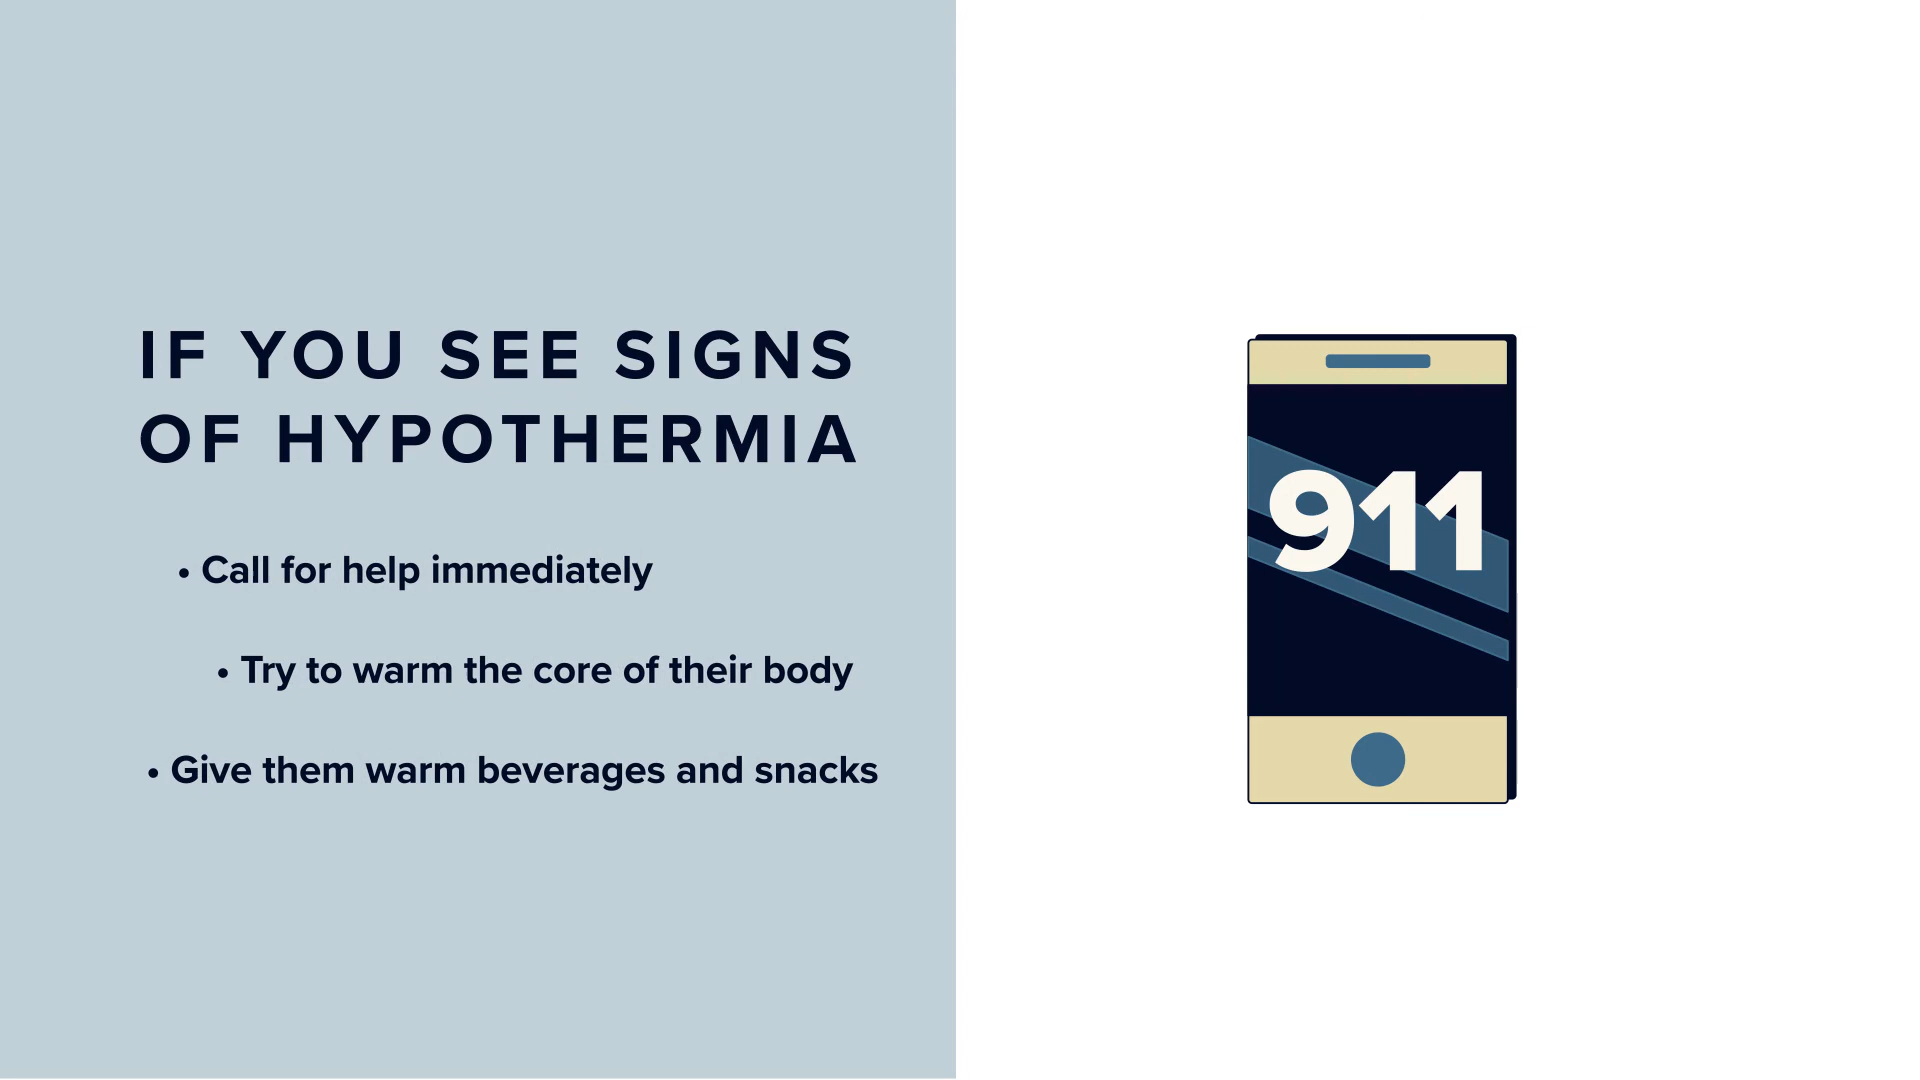 IF YOU SEE SIGNS
OF HYPOTHERMIA
• Call for help immediately
• Try to warm the core of their body
• Give them warm beverages and snacks
911